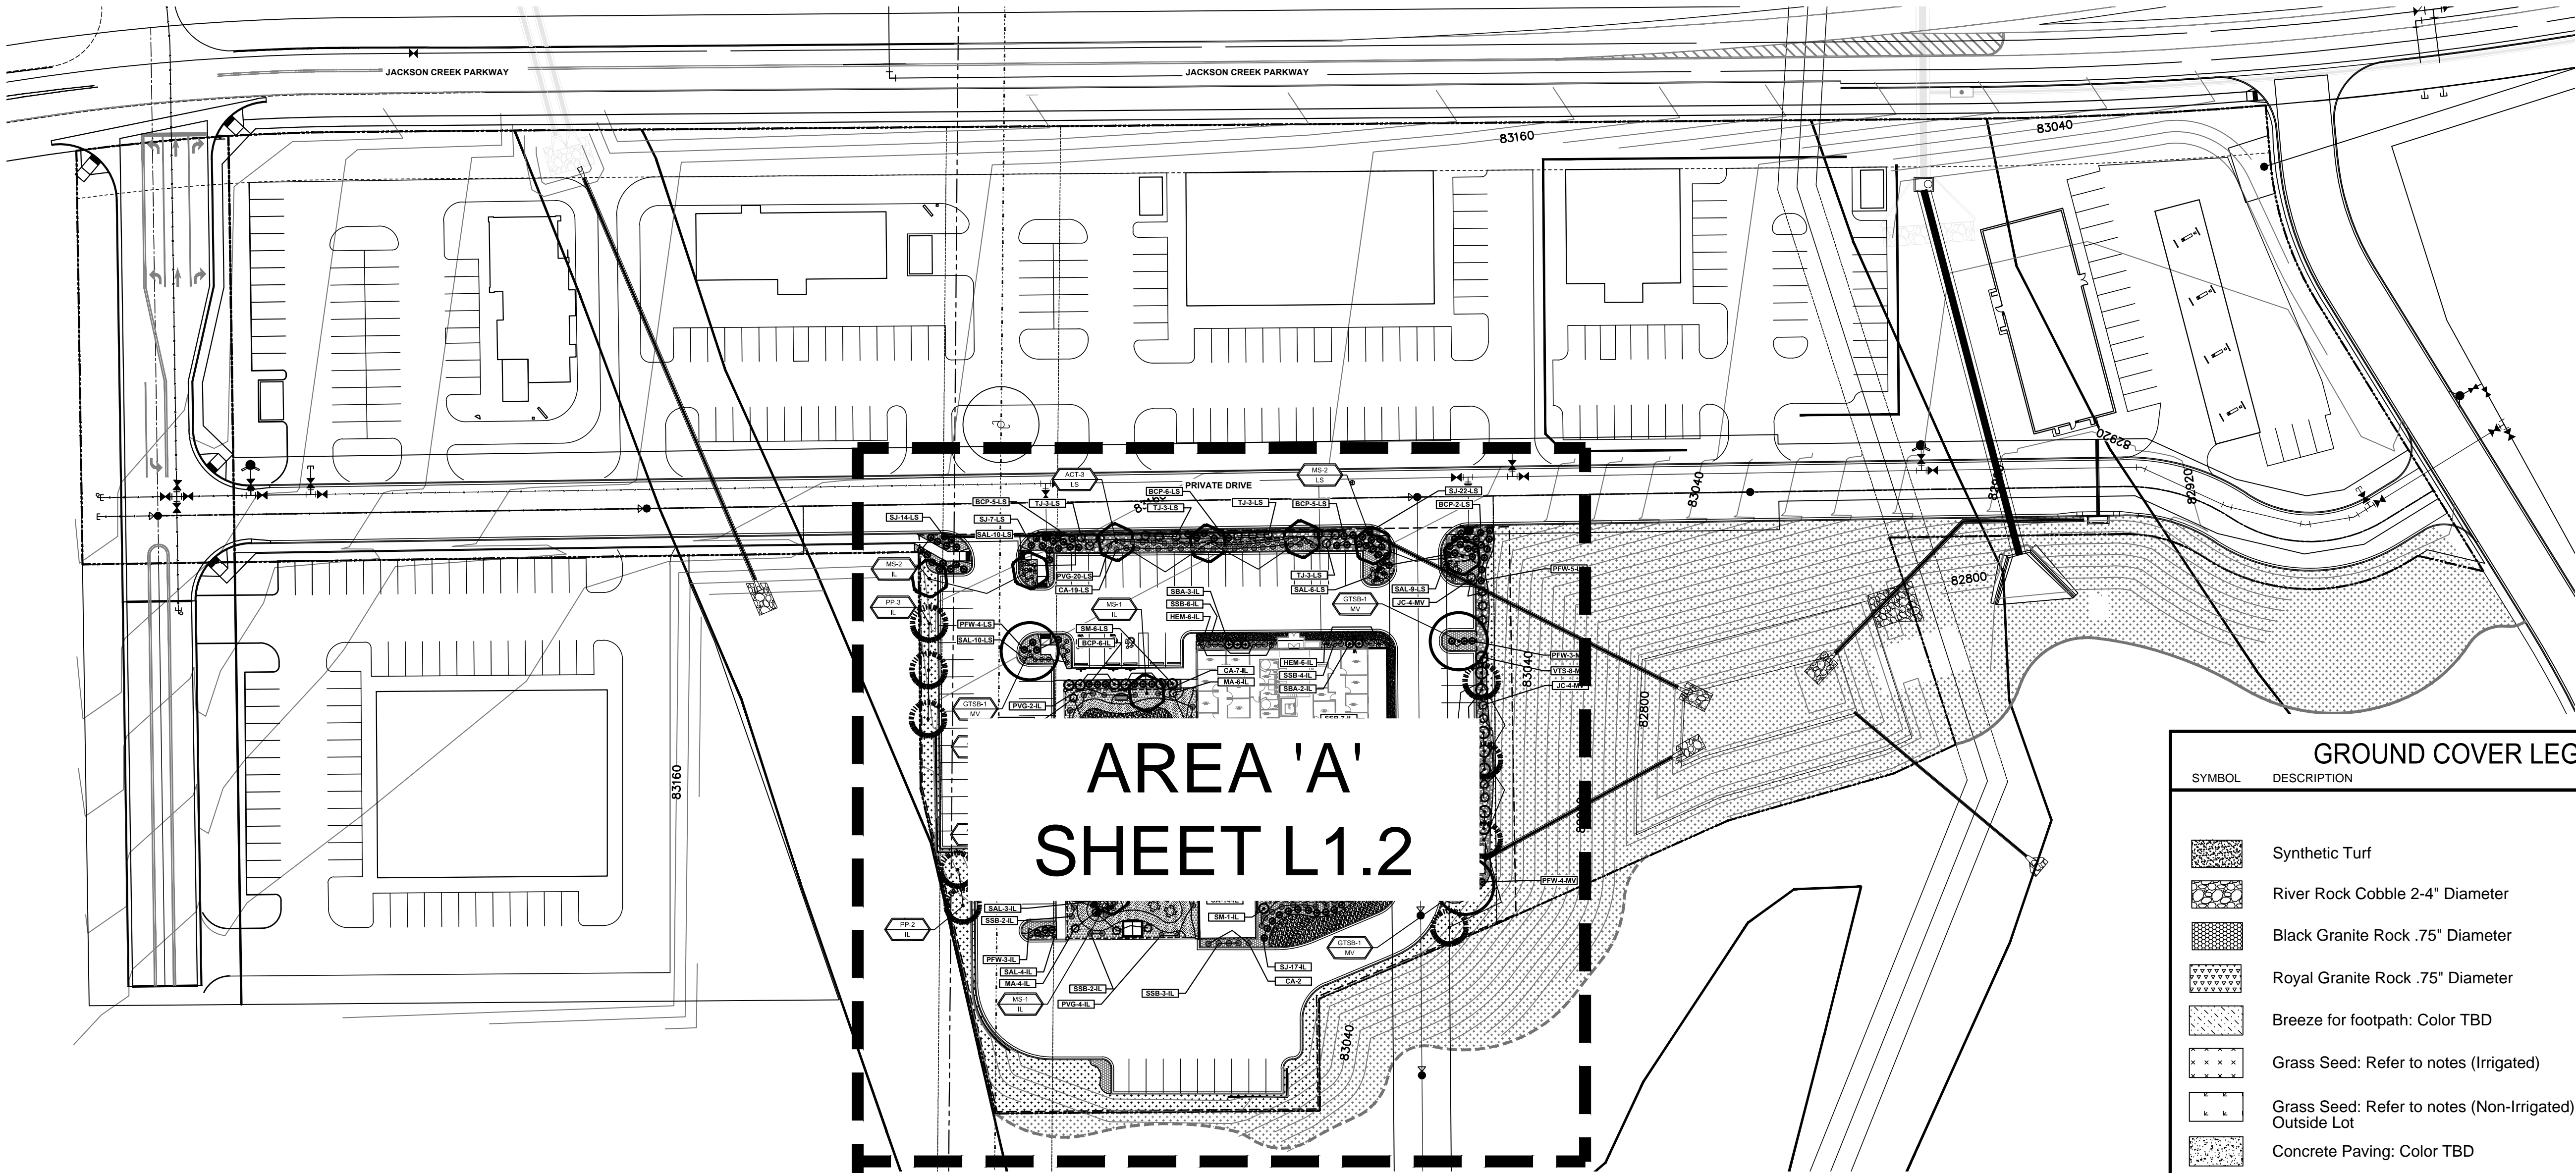 JACKSON CREEK PARKWAY
JACKSON CREEK PARKWAY
83160
83040
82920
ACT-3
LS
MS-2
LS
PRIVATE DRIVE
83040
82920
BCP-5-LS
TJ-3-LS
BCP-6-LS
TJ-3-LS
TJ-3-LS
BCP-5-LS
SJ-22-LS
BCP-2-LS
SJ-14-LS
SJ-7-LS
SAL-10-LS
MS-2
IL
PVG-20-LS
CA-19-LS
TJ-3-LS
SAL-6-LS
SAL-9-LS
JC-4-MV
82800
PP-3
IL
MS-1
IL
SBA-3-IL
SSB-6-IL
HEM-6-IL
GTSB-1
MV
PFW-4-LS
SAL-10-LS
SM-6-LS
BCP-6-IL
CA-7-IL
MA-6-IL
HEM-6-IL
SSB-4-IL
SBA-2-IL
83040
GTSB-1
MV
PVG-2-IL
82800
AREA 'A'
SHEET L1.2
83160
PFW-4-MV
SAL-3-IL
SSB-2-IL
SM-1-IL
PP-2
IL
GTSB-1
MV
PFW-3-IL
SAL-4-IL
MA-4-IL
SJ-17-IL
CA-2
MS-1
IL
SSB-2-IL
PVG-4-IL
SSB-3-IL
83040
GROUND COVER LEG
SYMBOL DESCRIPTION
Synthetic Turf
River Rock Cobble 2-4" Diameter
Black Granite Rock .75" Diameter
Royal Granite Rock .75" Diameter
Breeze for footpath: Color TBD
Grass Seed: Refer to notes (Irrigated)
Grass Seed: Refer to notes (Non-Irrigated)
Outside Lot
Concrete Paving: Color TBD